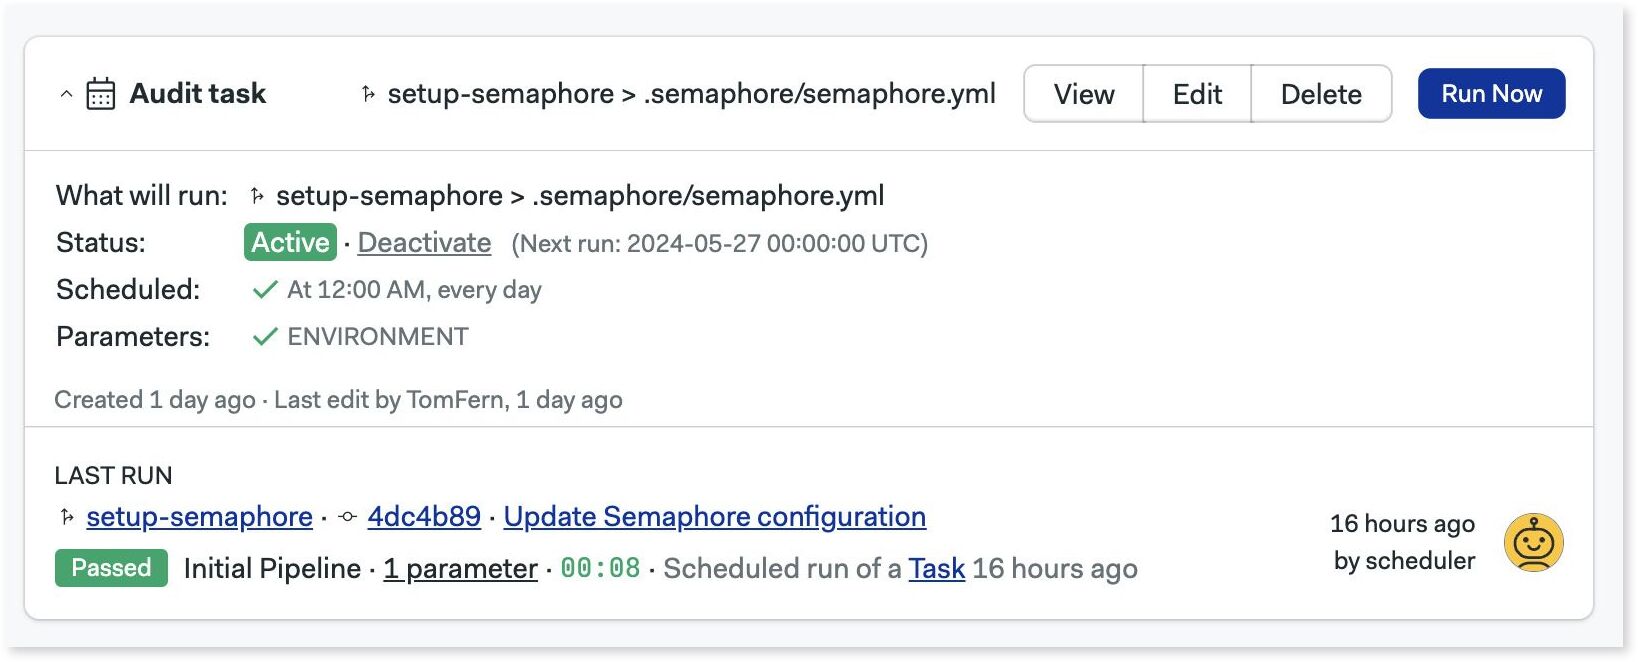 Audit task setup-semaphore > .semaphore/semaphore.yml View Edit Delete Run Now
What will run: setup-semaphore > .semaphore/semaphore.yml
Status: Active · Deactivate (Next run: 2024-05-27 00:00:00 UTC)
Scheduled: At 12:00 AM, every day
Parameters: ENVIRONMENT
Created 1 day ago · Last edit by TomFern, 1 day ago
LAST RUN
setup-semaphore · 4dc4b89 · Update Semaphore configuration
Passed Initial Pipeline · 1 parameter · 00:08 · Scheduled run of a Task 16 hours ago
16 hours ago
by scheduler